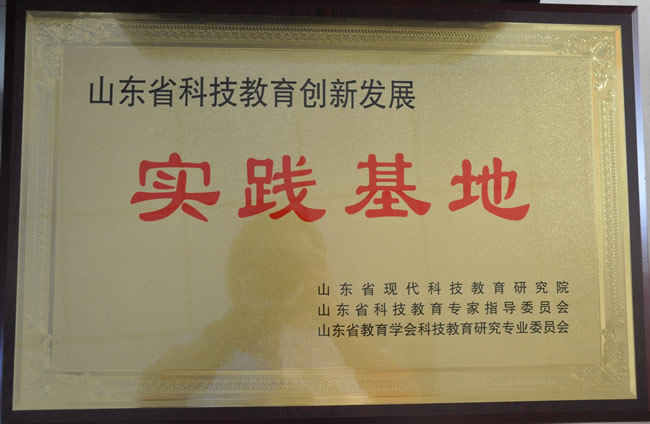 山东省科技教育创新发展
实践基地
山东省现代科技教育研究院
山东省科技教育专家指导委员会
山东省教育学会科技教育研究专业委员会